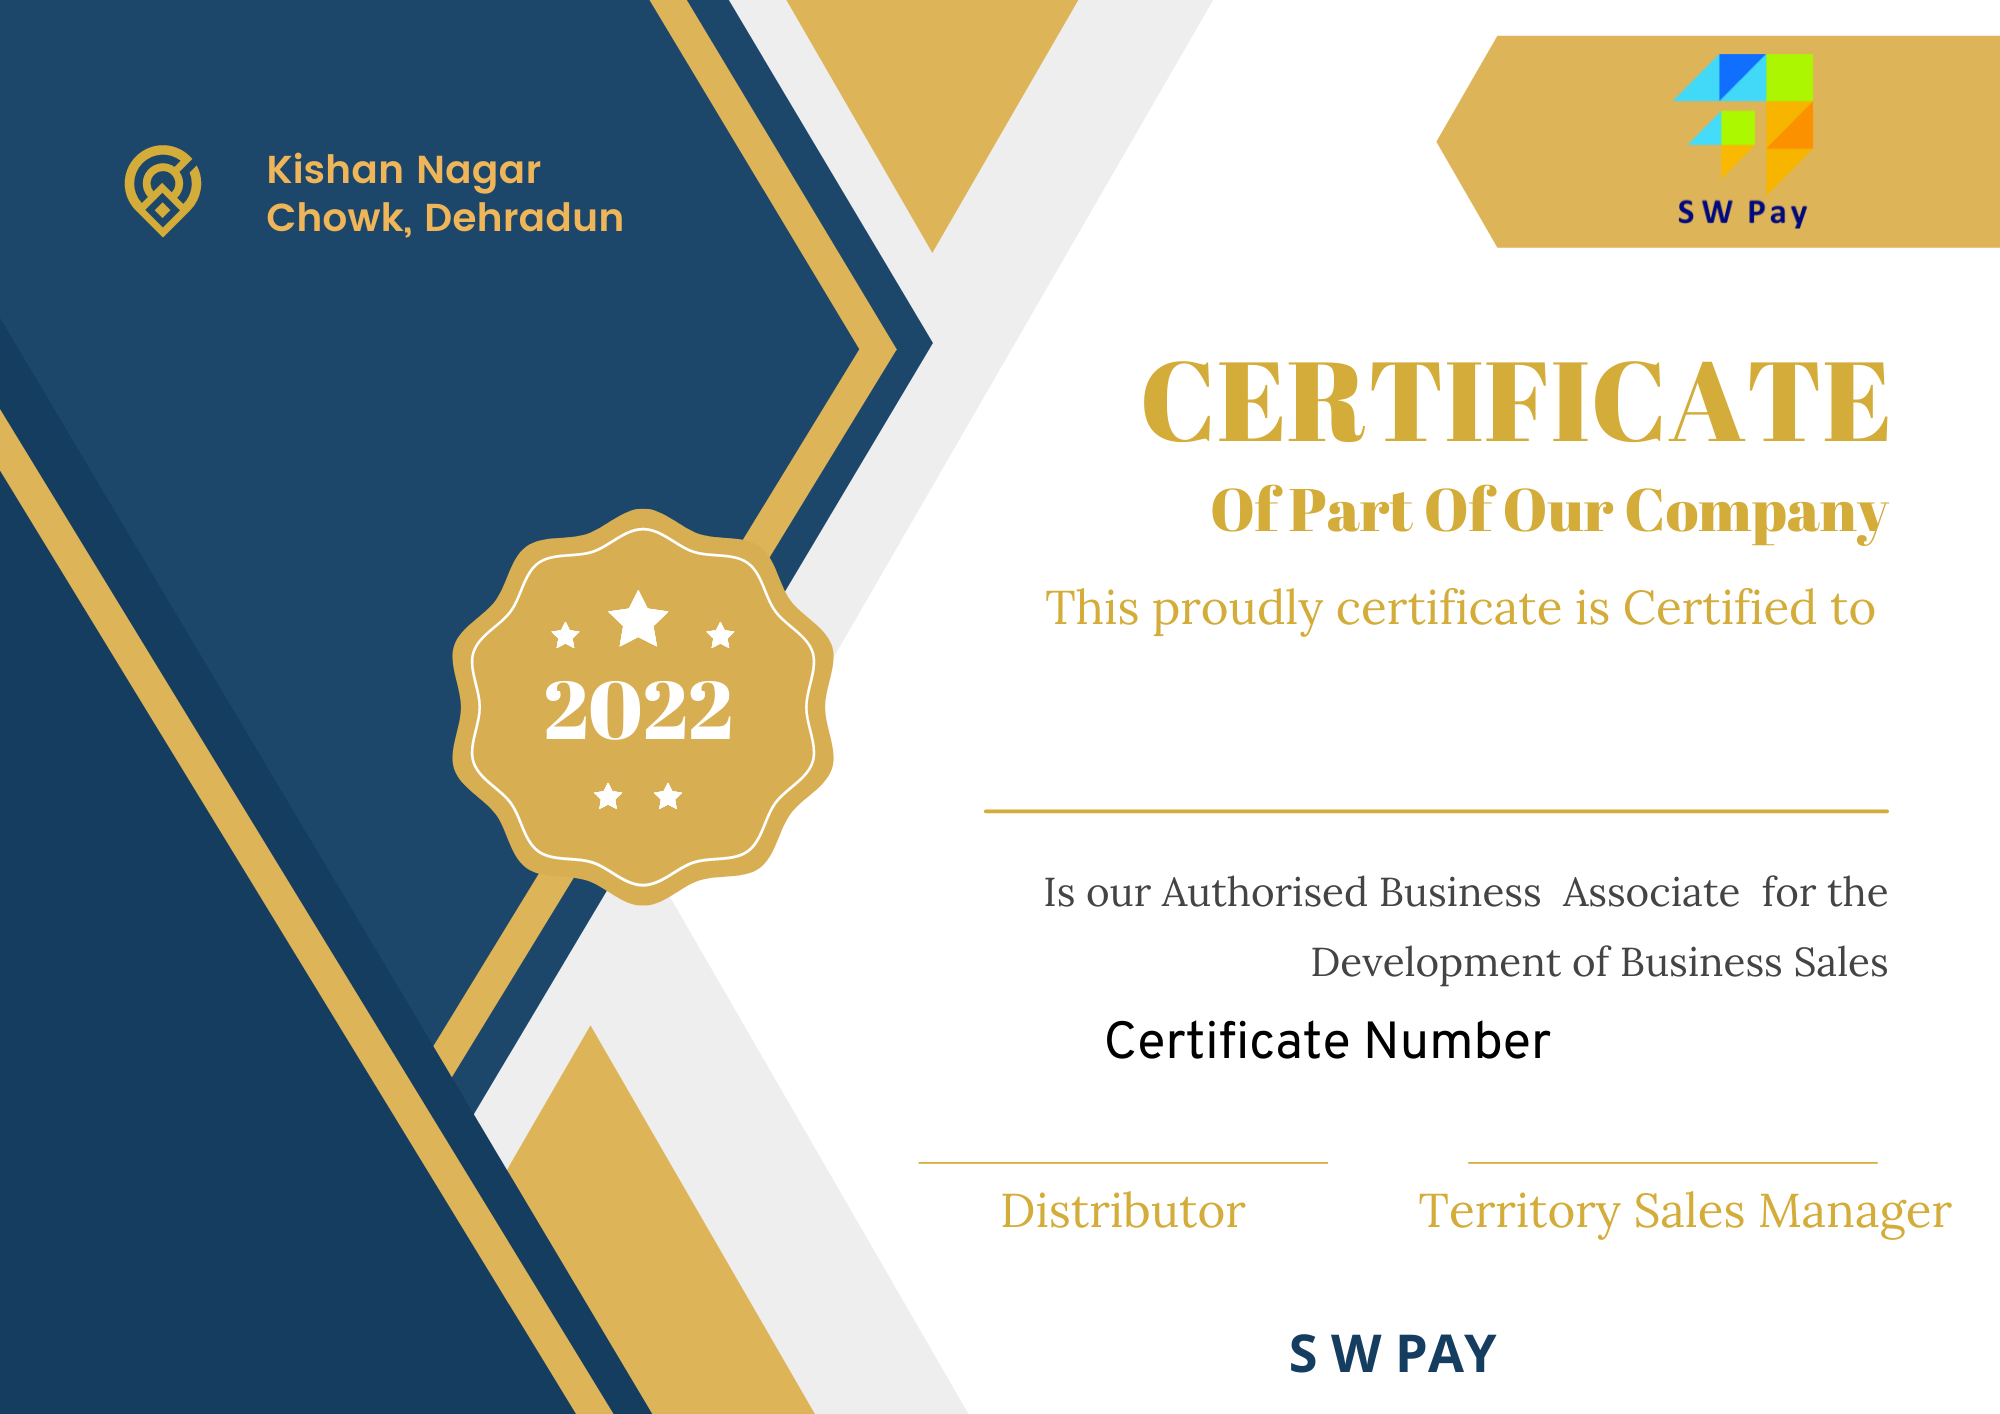 Kishan Nagar
Chowk, Dehradun
SW Pay
CERTIFICATE
Of Part Of Our Company
This proudly certificate is Certified to
2022
Is our Authorised Business Associate for the
Development of Business Sales
Certificate Number
Distributor
Territory Sales Manager
S W PAY